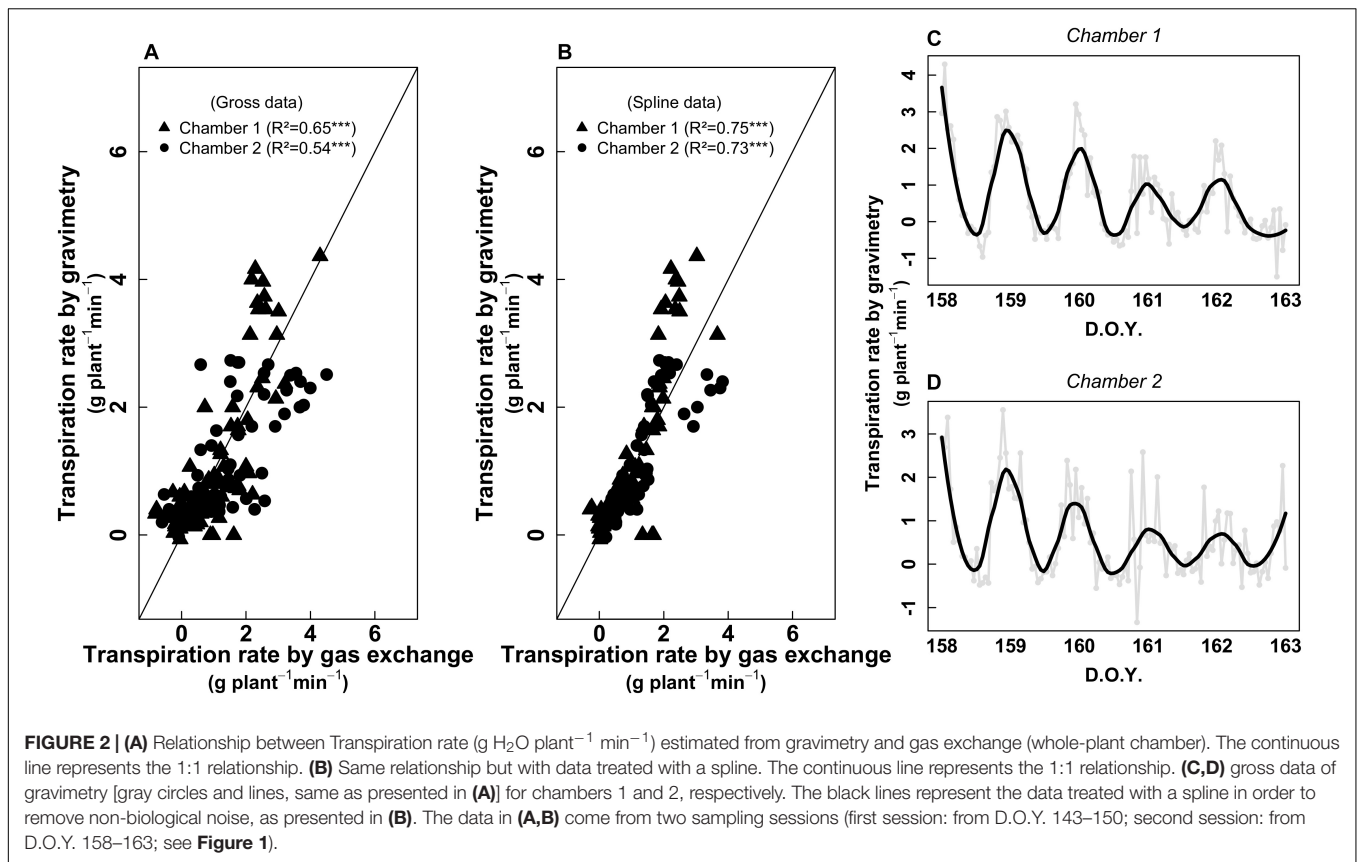 A
(Gross data)
▲ Chamber 1 (R²=0.65***)
● Chamber 2 (R²=0.54***)
6
4
2
0
Transpiration rate by gravimetry
(g plant⁻¹min⁻¹)
0 2 4 6
Transpiration rate by gas exchange
(g plant⁻¹min⁻¹)
B
(Spline data)
▲ Chamber 1 (R²=0.75***)
● Chamber 2 (R²=0.73***)
6
4
2
0
Transpiration rate by gravimetry
(g plant⁻¹min⁻¹)
0 2 4 6
Transpiration rate by gas exchange
(g plant⁻¹min⁻¹)
C
Chamber 1
4
3
2
1
0
-1
158 159 160 161 162 163
D.O.Y.
Transpiration rate by gravimetry
(g plant⁻¹min⁻¹)
D
Chamber 2
3
2
1
0
-1
158 159 160 161 162 163
D.O.Y.
FIGURE 2 | (A) Relationship between Transpiration rate (g H₂O plant⁻¹ min⁻¹) estimated from gravimetry and gas exchange (whole-plant chamber). The continuous
line represents the 1:1 relationship. (B) Same relationship but with data treated with a spline. The continuous line represents the 1:1 relationship. (C,D) gross data of
gravimetry [gray circles and lines, same as presented in (A)] for chambers 1 and 2, respectively. The black lines represent the data treated with a spline in order to
remove non-biological noise, as presented in (B). The data in (A,B) come from two sampling sessions (first session: from D.O.Y. 143–150; second session: from
D.O.Y. 158–163; see Figure 1).